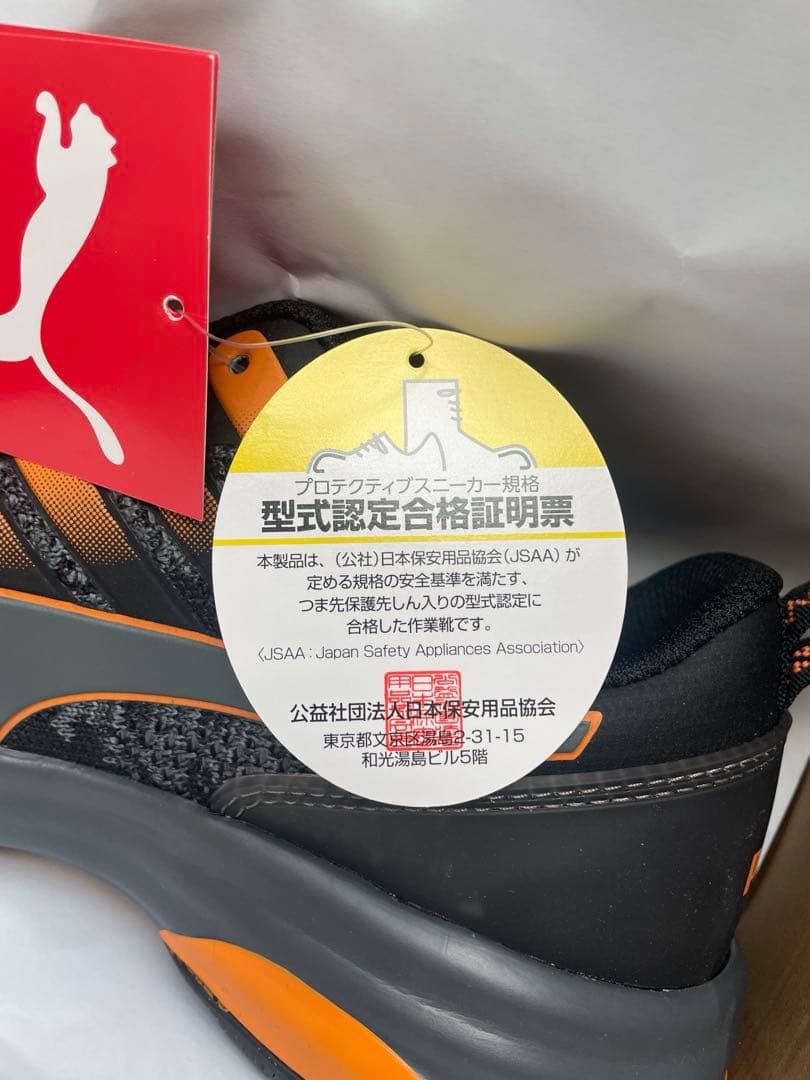 プロテクティブスニーカー規格
型式認定合格証明票
本製品は、(公社)日本保安用品協会(JSAA)が
定める規格の安全基準を満たす、
つま先保護先しん入りの型式認定に
合格した作業靴です。
〈JSAA:Japan Safety Appliances Association〉
公益社団法人日本保安用品協会
東京都文京区湯島2-31-15
和光湯島ビル5階